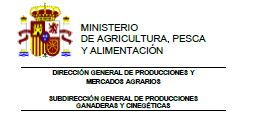 MINISTERIO
DE AGRICULTURA, PESCA
Y ALIMENTACIÓN
DIRECCIÓN GENERAL DE PRODUCCIONES Y
MERCADOS AGRARIOS
SUBDIRECCIÓN GENERAL DE PRODUCCIONES
GANADERAS Y CINEGÉTICAS